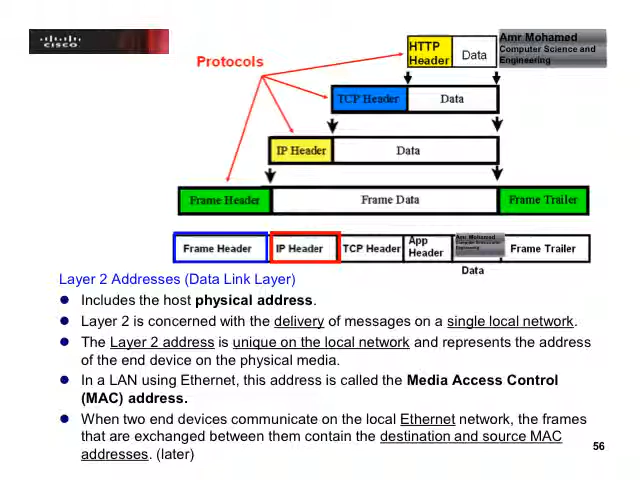 CISCO
Protocols
HTTP
Header
Data
Amr Mohamed
Computer Science and
Engineering
TCP Header
Data
IP Header
Data
Frame Header
Frame Data
Frame Trailer
Frame Header
IP Header
TCP Header
App
Header
Amr Mohamed
Computer Science and
Engineering
Frame Trailer
Data
Layer 2 Addresses (Data Link Layer)
Includes the host physical address.
Layer 2 is concerned with the delivery of messages on a single local network.
The Layer 2 address is unique on the local network and represents the address
of the end device on the physical media.
In a LAN using Ethernet, this address is called the Media Access Control
(MAC) address.
When two end devices communicate on the local Ethernet network, the frames
that are exchanged between them contain the destination and source MAC
addresses. (later)
56